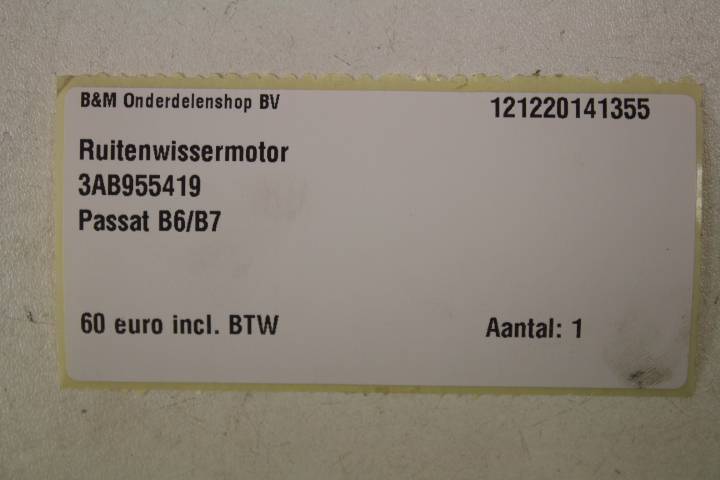 B&M Onderdelenshop BV 121220141355
Ruitenwissermotor
3AB955419
Passat B6/B7
60 euro incl. BTW Aantal: 1